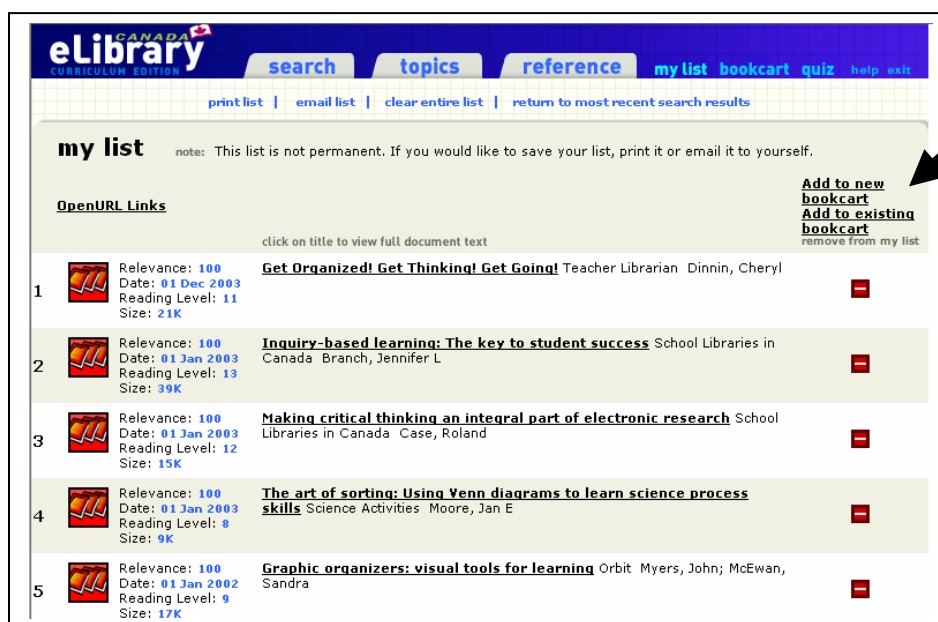 CANADA
eLibrary
CURRICULUM EDITION
search topics reference my list bookcart quiz help exit
print list | email list | clear entire list | return to most recent search results
my list note: This list is not permanent. If you would like to save your list, print it or email it to yourself.
OpenURL Links
Add to new
bookcart
Add to existing
bookcart
click on title to view full document text remove from my list
1
Relevance: 100
Date: 01 Dec 2003
Reading Level: 11
Size: 21K
Get Organized! Get Thinking! Get Going! Teacher Librarian Dinnin, Cheryl
2
Relevance: 100
Date: 01 Jan 2003
Reading Level: 13
Size: 39K
Inquiry-based learning: The key to student success School Libraries in
Canada Branch, Jennifer L
3
Relevance: 100
Date: 01 Jan 2003
Reading Level: 12
Size: 15K
Making critical thinking an integral part of electronic research School
Libraries in Canada Case, Roland
4
Relevance: 100
Date: 01 Jan 2003
Reading Level: 8
Size: 9K
The art of sorting: Using Venn diagrams to learn science process
skills Science Activities Moore, Jan E
5
Relevance: 100
Date: 01 Jan 2002
Reading Level: 9
Size: 17K
Graphic organizers: visual tools for learning Orbit Myers, John; McEwan,
Sandra